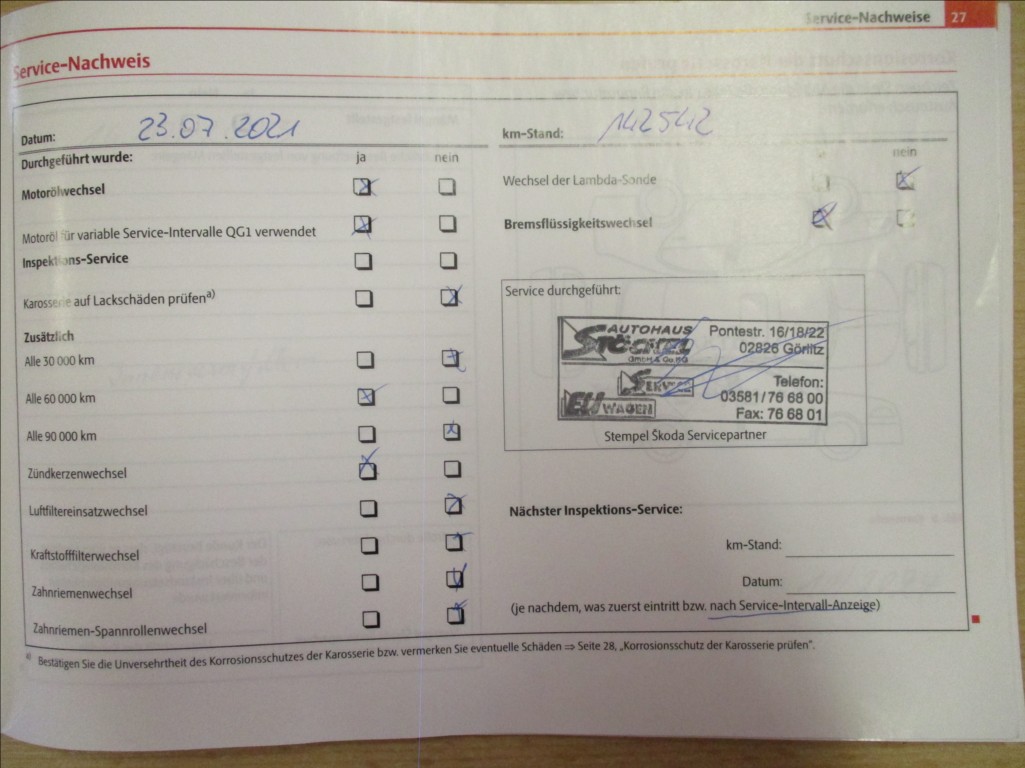 Service-Nachweise 27
Service-Nachweis
Datum: 23.07.2021
km-Stand: 142542
Durchgeführt wurde: ja nein
nein
Motorölwechsel
Wechsel der Lambda-Sonde
Motoröl für variable Service-Intervalle QG1 verwendet
Bremsflüssigkeitswechsel
Inspektions-Service
Karosserie auf Lackschäden prüfen a)
Zusätzlich
Alle 30 000 km
Alle 60 000 km
Alle 90 000 km
Zündkerzenwechsel
Luftfiltereinsatzwechsel
Kraftstofffilterwechsel
Zahnriemenwechsel
Zahnriemen-Spannrollenwechsel
Service durchgeführt:
AUTOHAUS
GmbH & Co. KG
SERVICE
EU WAGEN
Pontestr. 16/18/22
02826 Görlitz
Telefon:
03581/76 68 00
Fax: 76 68 01
Stempel Škoda Servicepartner
Nächster Inspektions-Service:
km-Stand:
Datum:
(je nachdem, was zuerst eintritt bzw. nach Service-Intervall-Anzeige)
a) Bestätigen Sie die Unversehrtheit des Korrosionsschutzes der Karosserie bzw. vermerken Sie eventuelle Schäden ⇒ Seite 28, „Korrosionsschutz der Karosserie prüfen“.